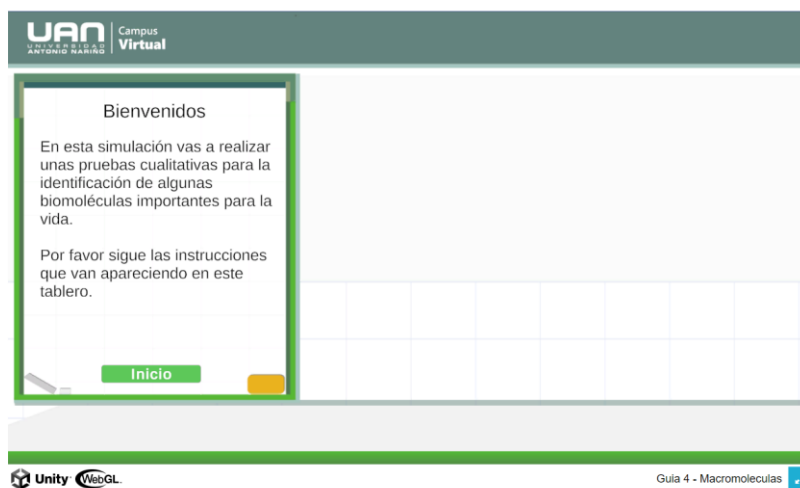 UAN
UNIVERSIDAD
ANTONIO NARIÑO
Campus
Virtual
Bienvenidos
En esta simulación vas a realizar
unas pruebas cualitativas para la
identificación de algunas
biomoléculas importantes para la
vida.
Por favor sigue las instrucciones
que van apareciendo en este
tablero.
Inicio
Unity WebGL.
Guia 4 - Macromoleculas